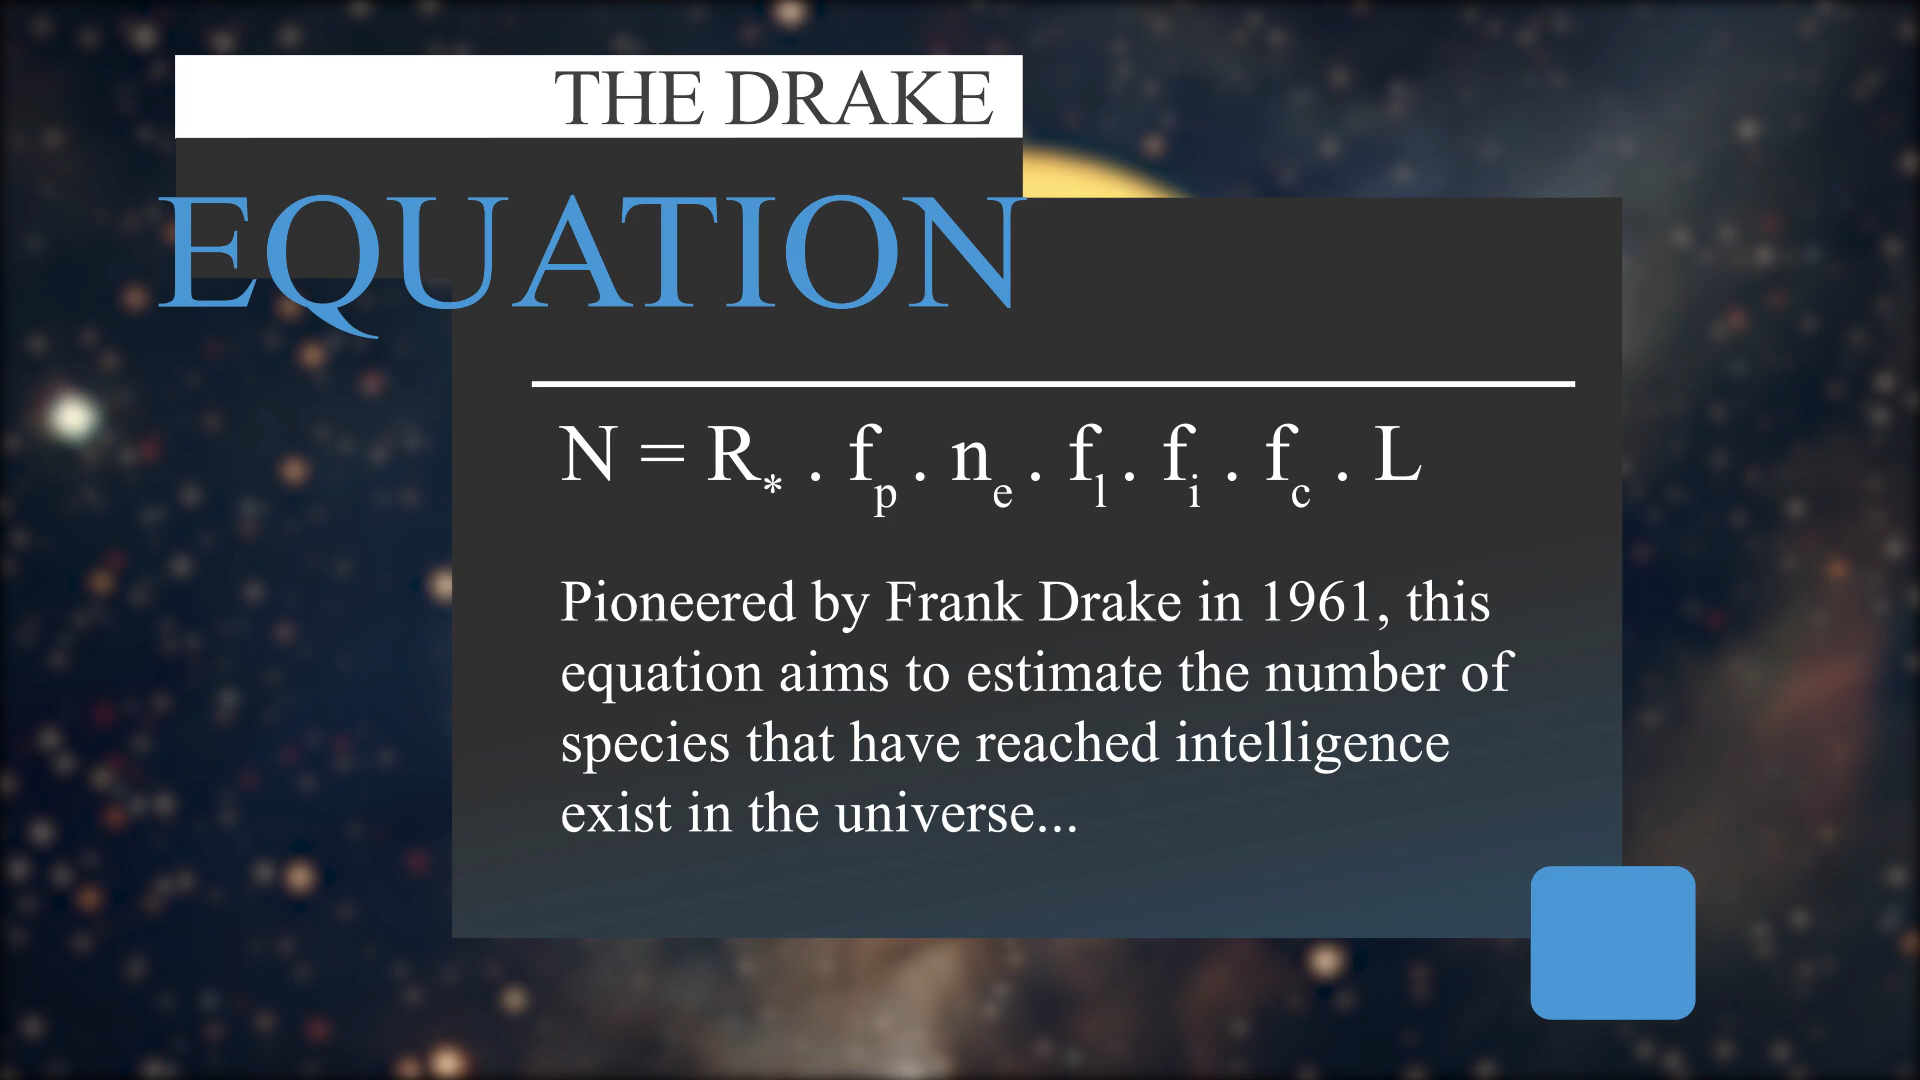 THE DRAKE
EQUATION
N = R* . fp . ne . fl . fi . fc . L
Pioneered by Frank Drake in 1961, this
equation aims to estimate the number of
species that have reached intelligence
exist in the universe...